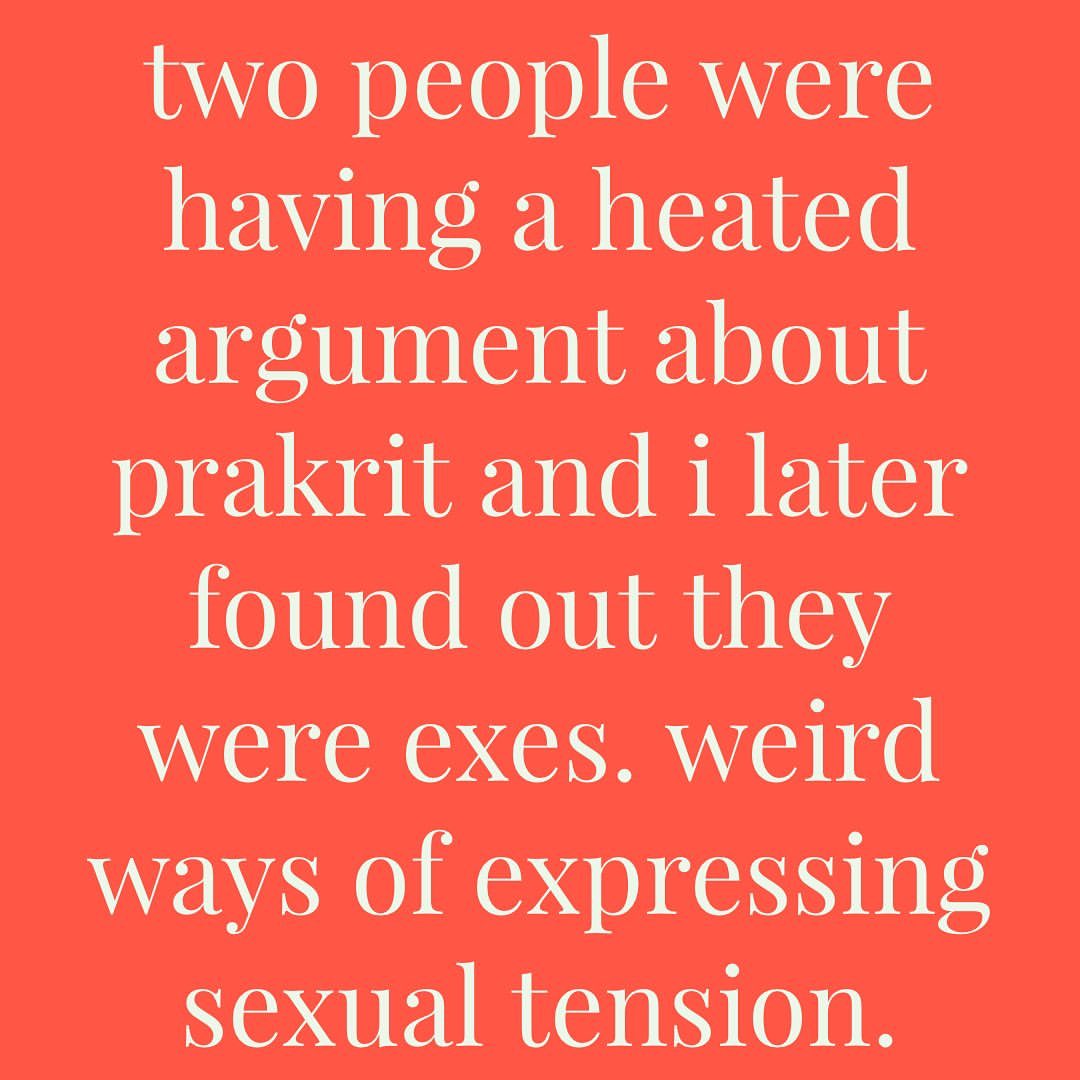 two people were
having a heated
argument about
prakrit and i later
found out they
were exes. weird
ways of expressing
sexual tension.